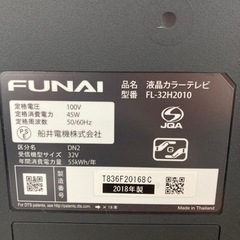 FUNAI
品名 液晶カラーテレビ
型番 FL-32H2010
定格電圧 100V
定格消費電力 45W
定格周波数 50/60Hz
船井電機株式会社
PSE
JQA
G
区分名 DN2
受信機型サイズ 32V
年間消費電力量 55kWh/年
製造番号 T836F20168C
2018年製
Made in Thailand